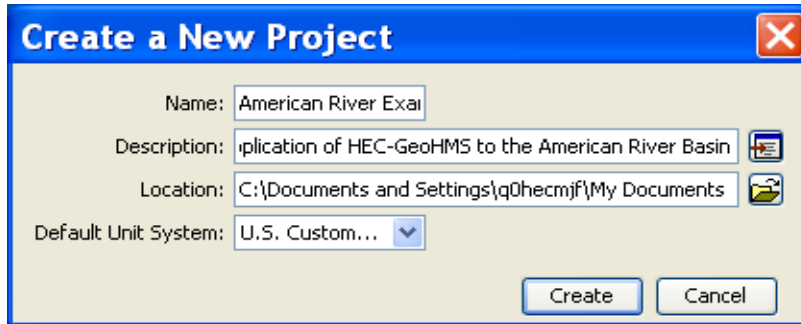 Create a New Project
Name: American River Exar
Description: plication of HEC-GeoHMS to the American River Basin
Location: C:\Documents and Settings\q0hecmjf\My Documents
Default Unit System: U.S. Custom...
Create Cancel